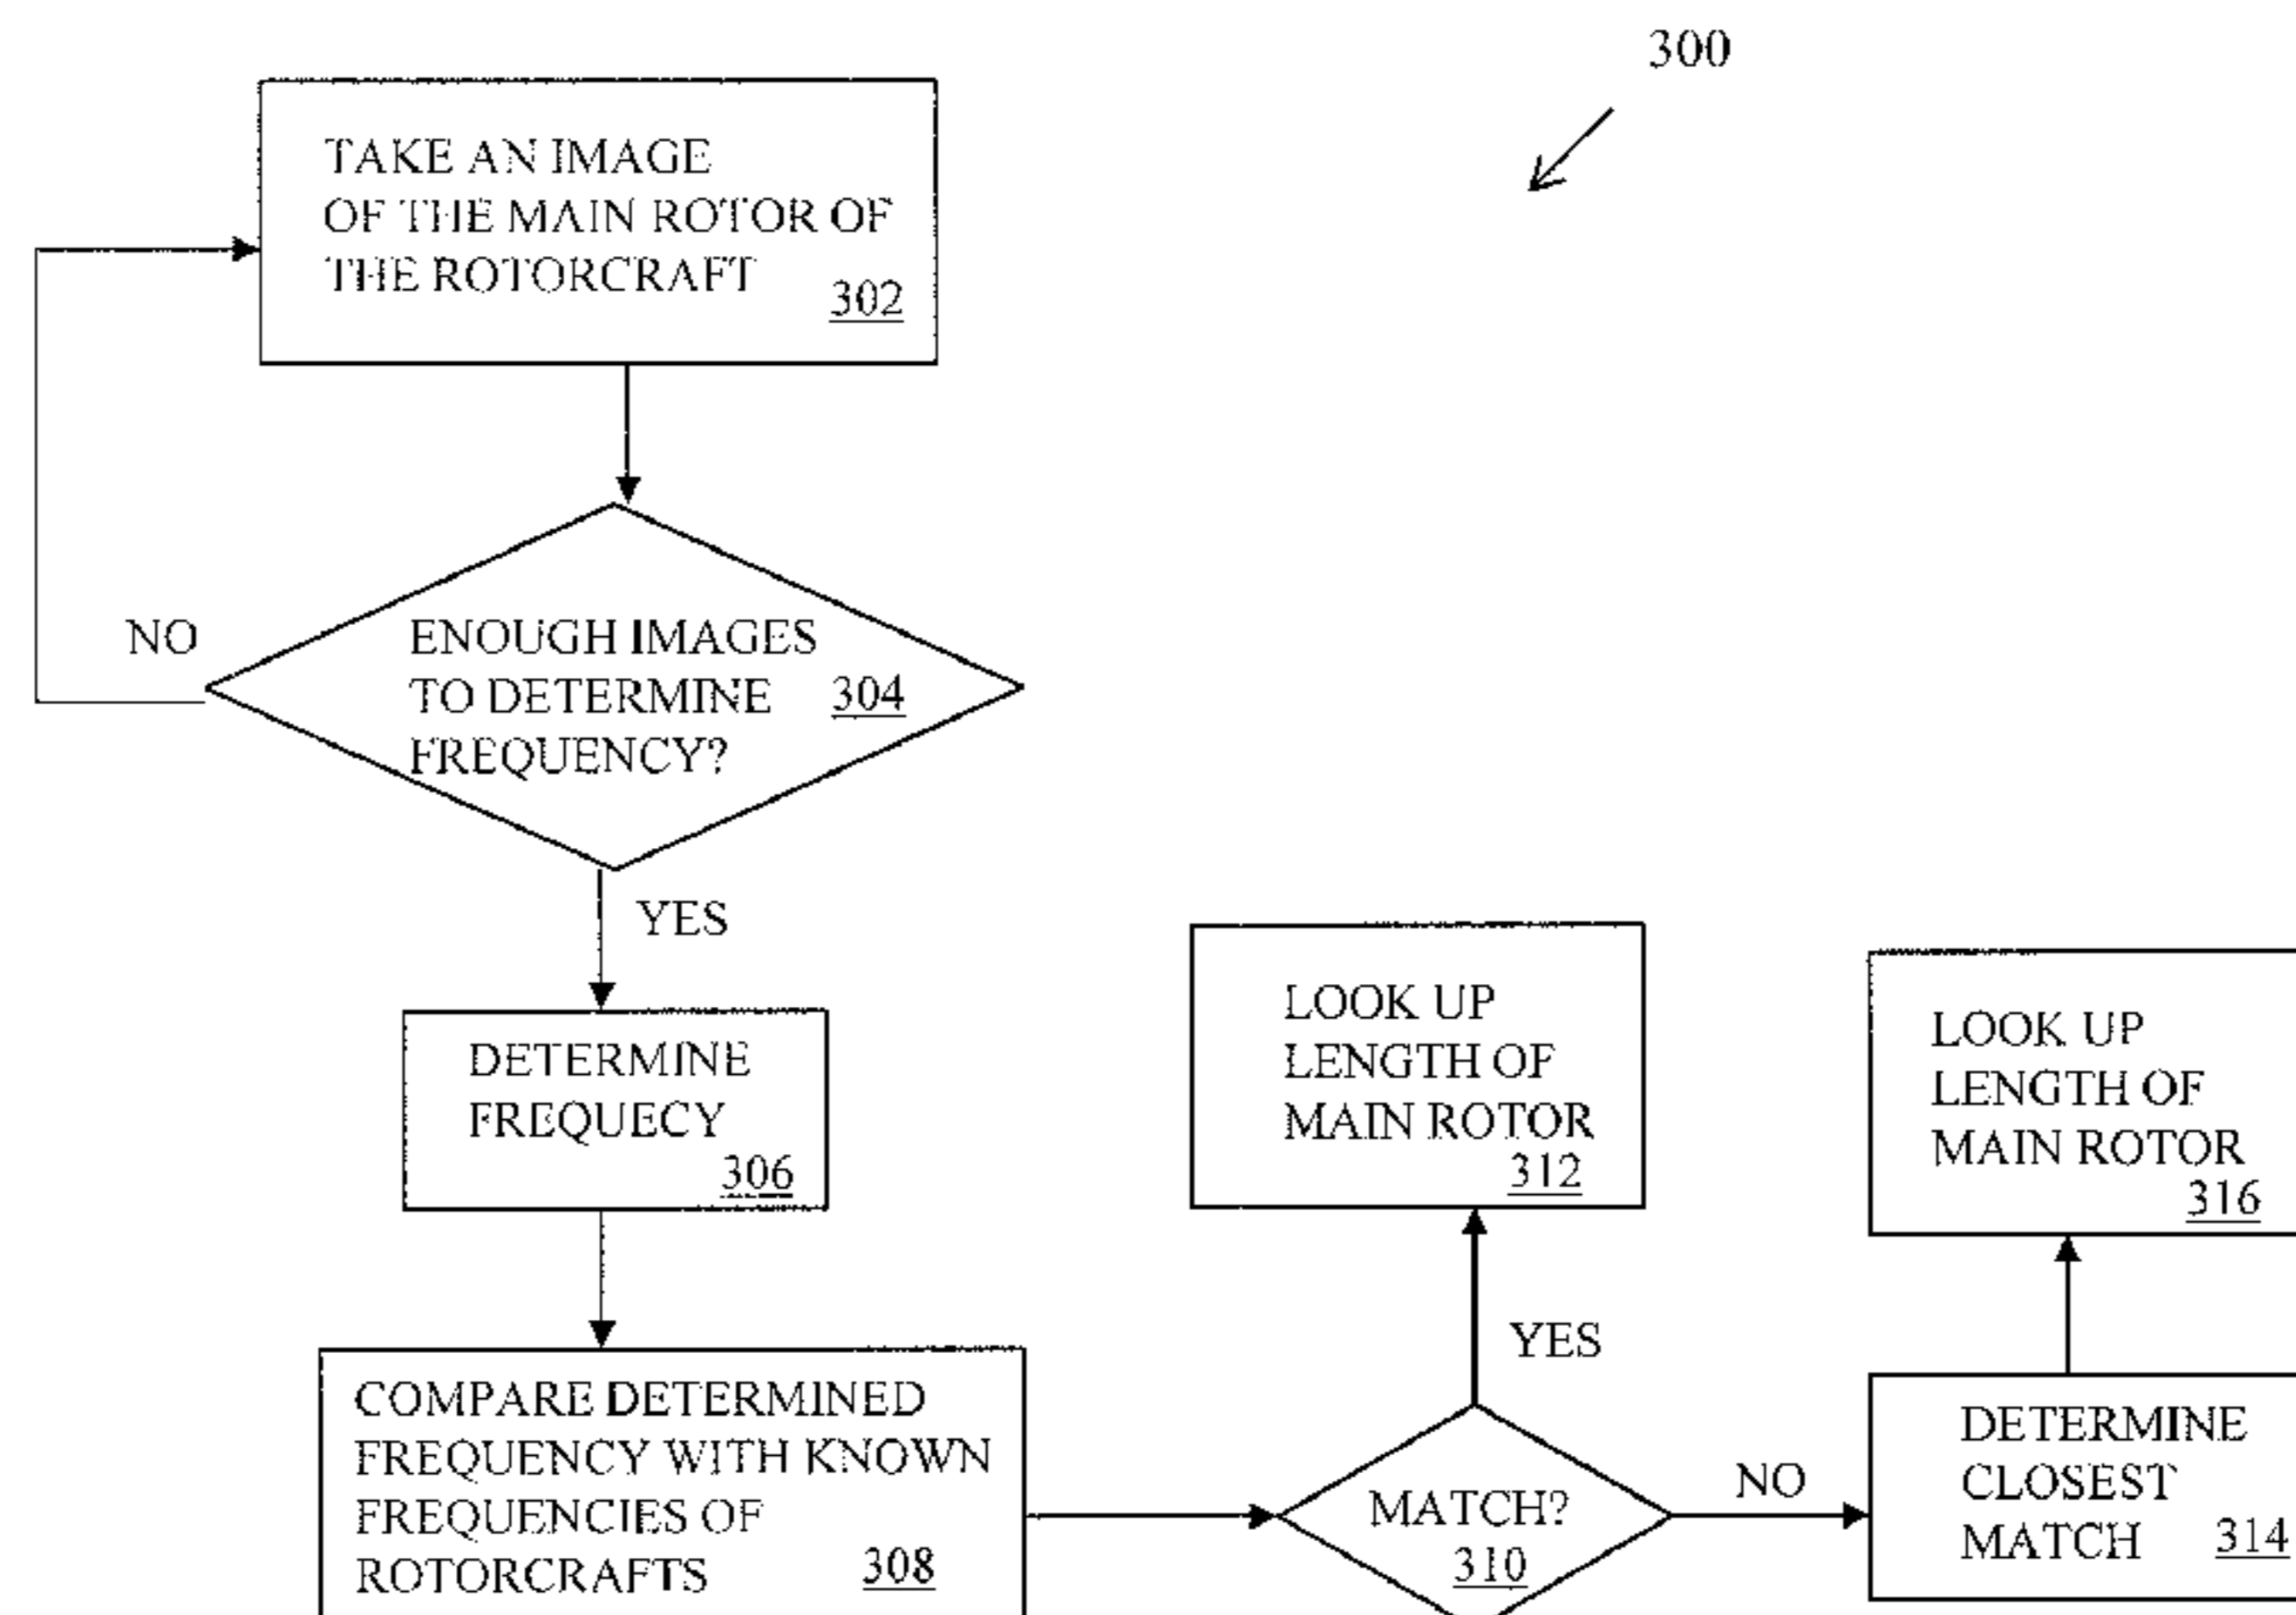 300
TAKE AN IMAGE
OF THE MAIN ROTOR OF
THE ROTORCRAFT
302
NO
ENOUGH IMAGES
TO DETERMINE 304
FREQUENCY?
YES
DETERMINE
FREQUECY
306
COMPARE DETERMINED
FREQUENCY WITH KNOWN
FREQUENCIES OF
ROTORCRAFTS 308
MATCH?
310
YES
LOOK UP
LENGTH OF
MAIN ROTOR
312
NO
DETERMINE
CLOSEST
MATCH 314
LOOK UP
LENGTH OF
MAIN ROTOR
316